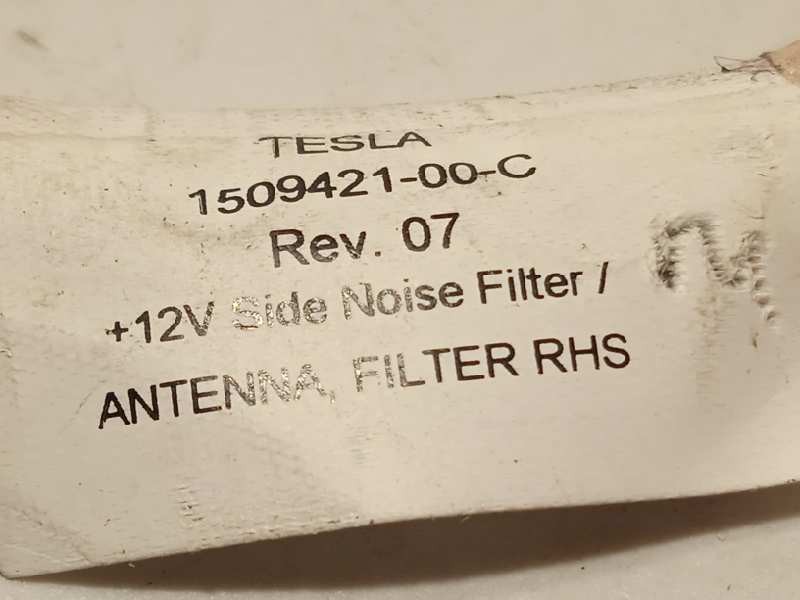 TESLA
1509421-00-C
Rev. 07
+12V Side Noise Filter /
ANTENNA, FILTER RHS